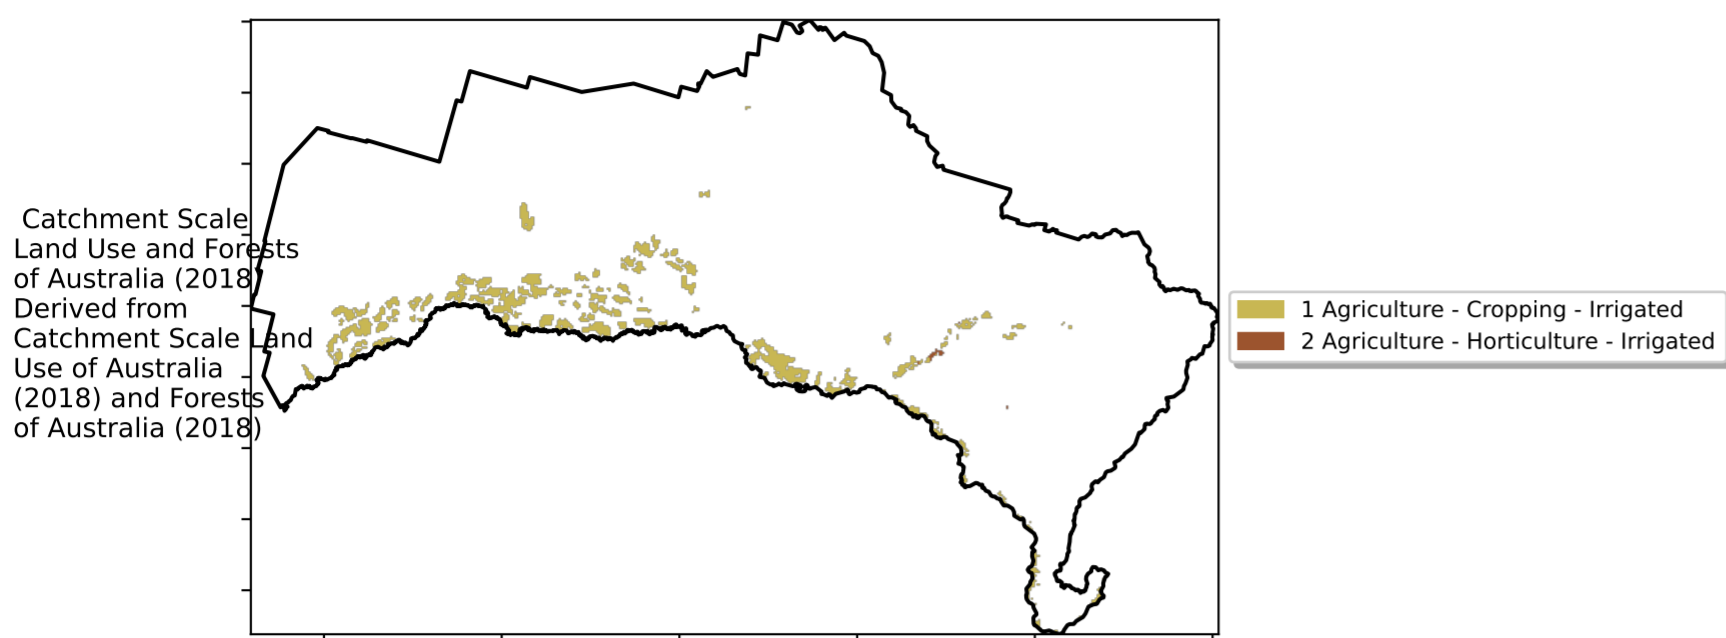 Catchment Scale
Land Use and Forests
of Australia (2018)
Derived from
Catchment Scale Land
Use of Australia
(2018) and Forests
of Australia (2018)
1 Agriculture - Cropping - Irrigated
2 Agriculture - Horticulture - Irrigated